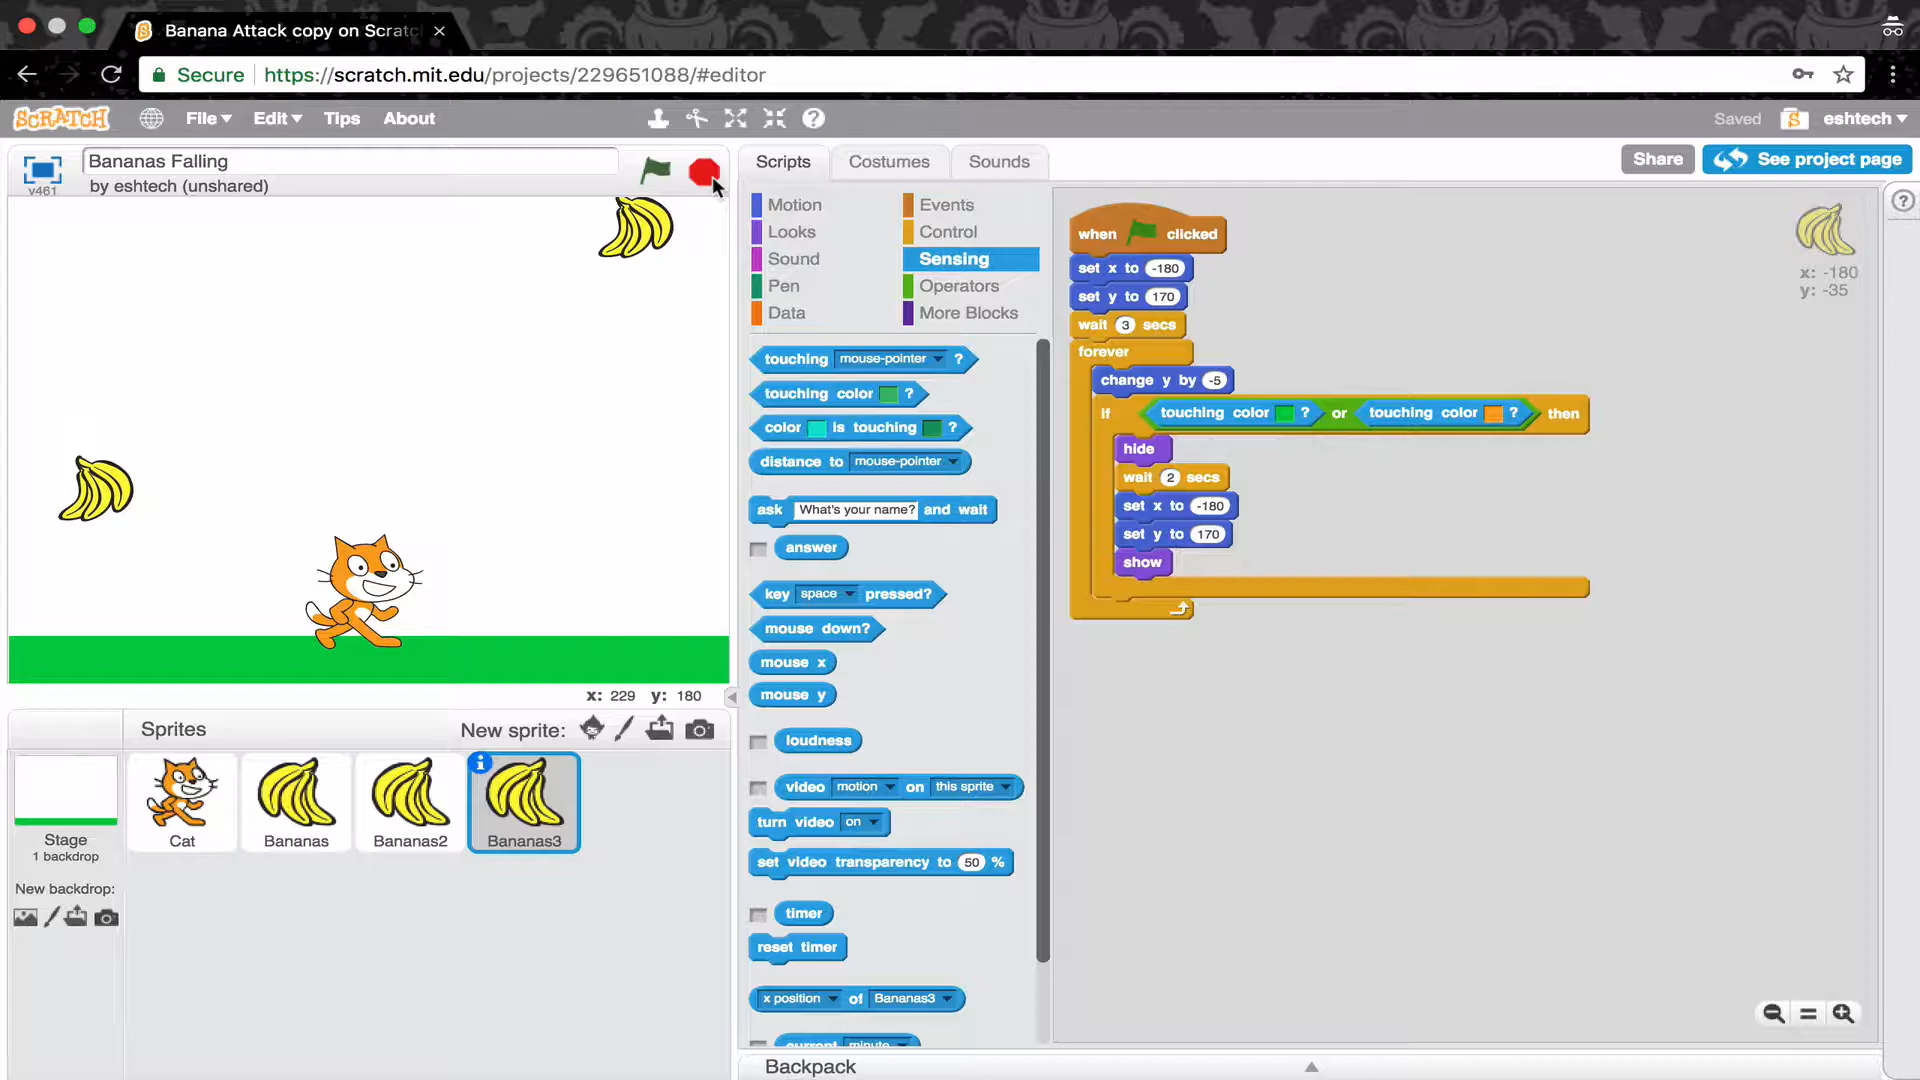 Banana Attack copy on Scratc
Secure https://scratch.mit.edu/projects/229651088/#editor
SCRATCH File Edit Tips About Saved S eshtech
v461 Bananas Falling
by eshtech (unshared)
Scripts Costumes Sounds Share See project page
Motion Events
Looks Control
Sound Sensing
Pen Operators
Data More Blocks
touching mouse-pointer ?
touching color ?
color is touching ?
distance to mouse-pointer
ask What's your name? and wait
answer
key space pressed?
mouse down?
mouse x
mouse y
loudness
video motion on this sprite
turn video on
set video transparency to 50 %
timer
reset timer
x position of Bananas3
current minute
when clicked
set x to -180
set y to 170
wait 3 secs
forever
change y by -5
if touching color ? or touching color ? then
hide
wait 2 secs
set x to -180
set y to 170
show
x: -180
y: -35
?
x: 229 y: 180
Sprites New sprite:
i
Cat Bananas Bananas2 Bananas3
Stage
1 backdrop
New backdrop:
Backpack